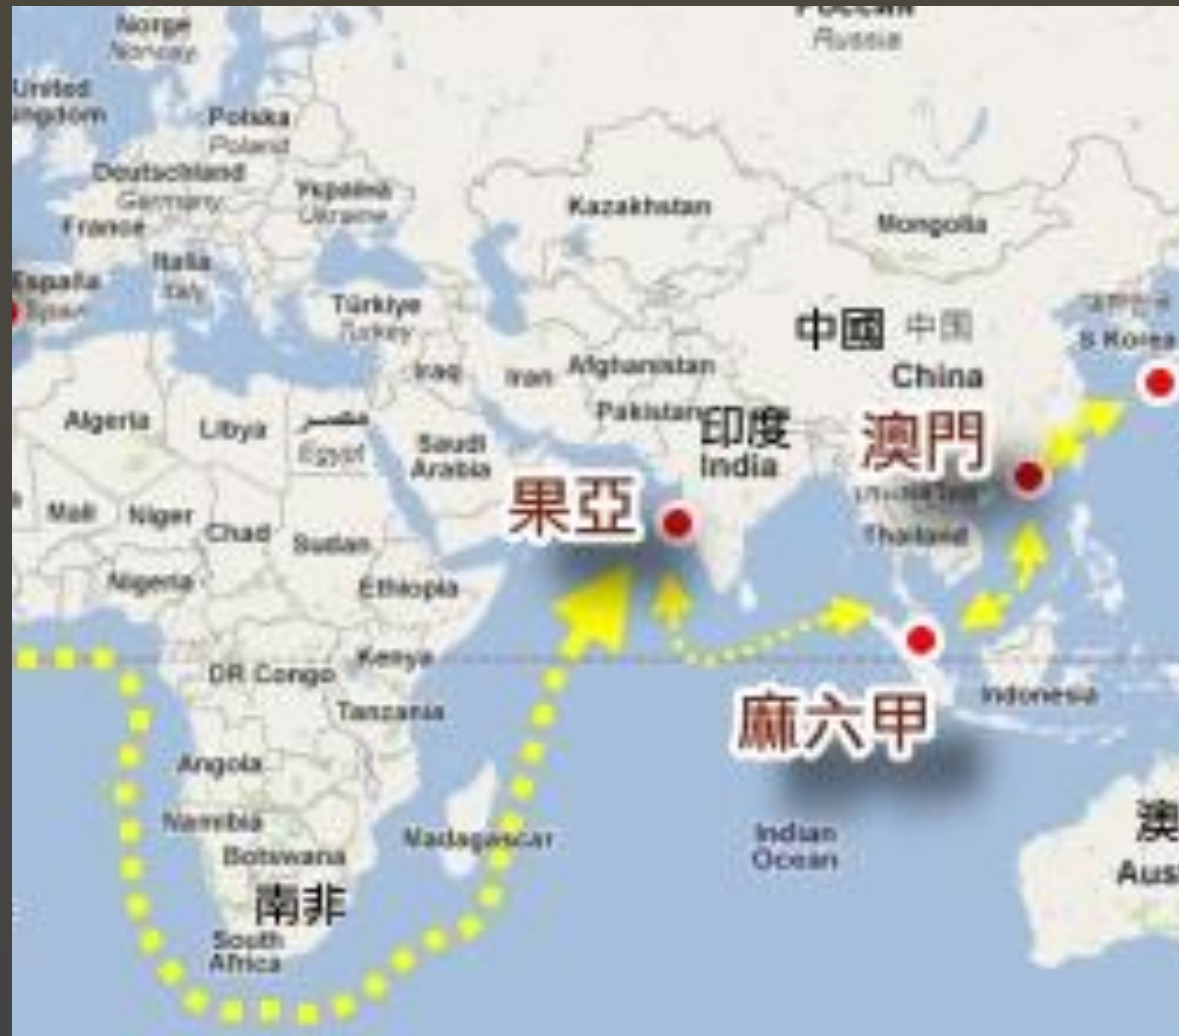 Norge
Norway
Россия
Russia
United
ngdom
Polska
Poland
Deutschland
Germany
Україна
Ukraine
France
Kazakhstan
Mongolia
Italia
Italy
España
Spain
Türkiye
Turkey
中國 中国
China
S Korea
Iraq
Iran
Afghanistan
Pakistan
印度
India
澳門
Algeria
Libya
مصر
Egypt
Saudi
Arabia
果亞
Mali
Niger
Chad
Sudan
Thailand
Nigeria
Ethiopia
DR Congo
Kenya
Tanzania
Indonesia
麻六甲
Angola
Namibia
Madagascar
Indian
Ocean
Botswana
南非
South
Africa
澳
Aus